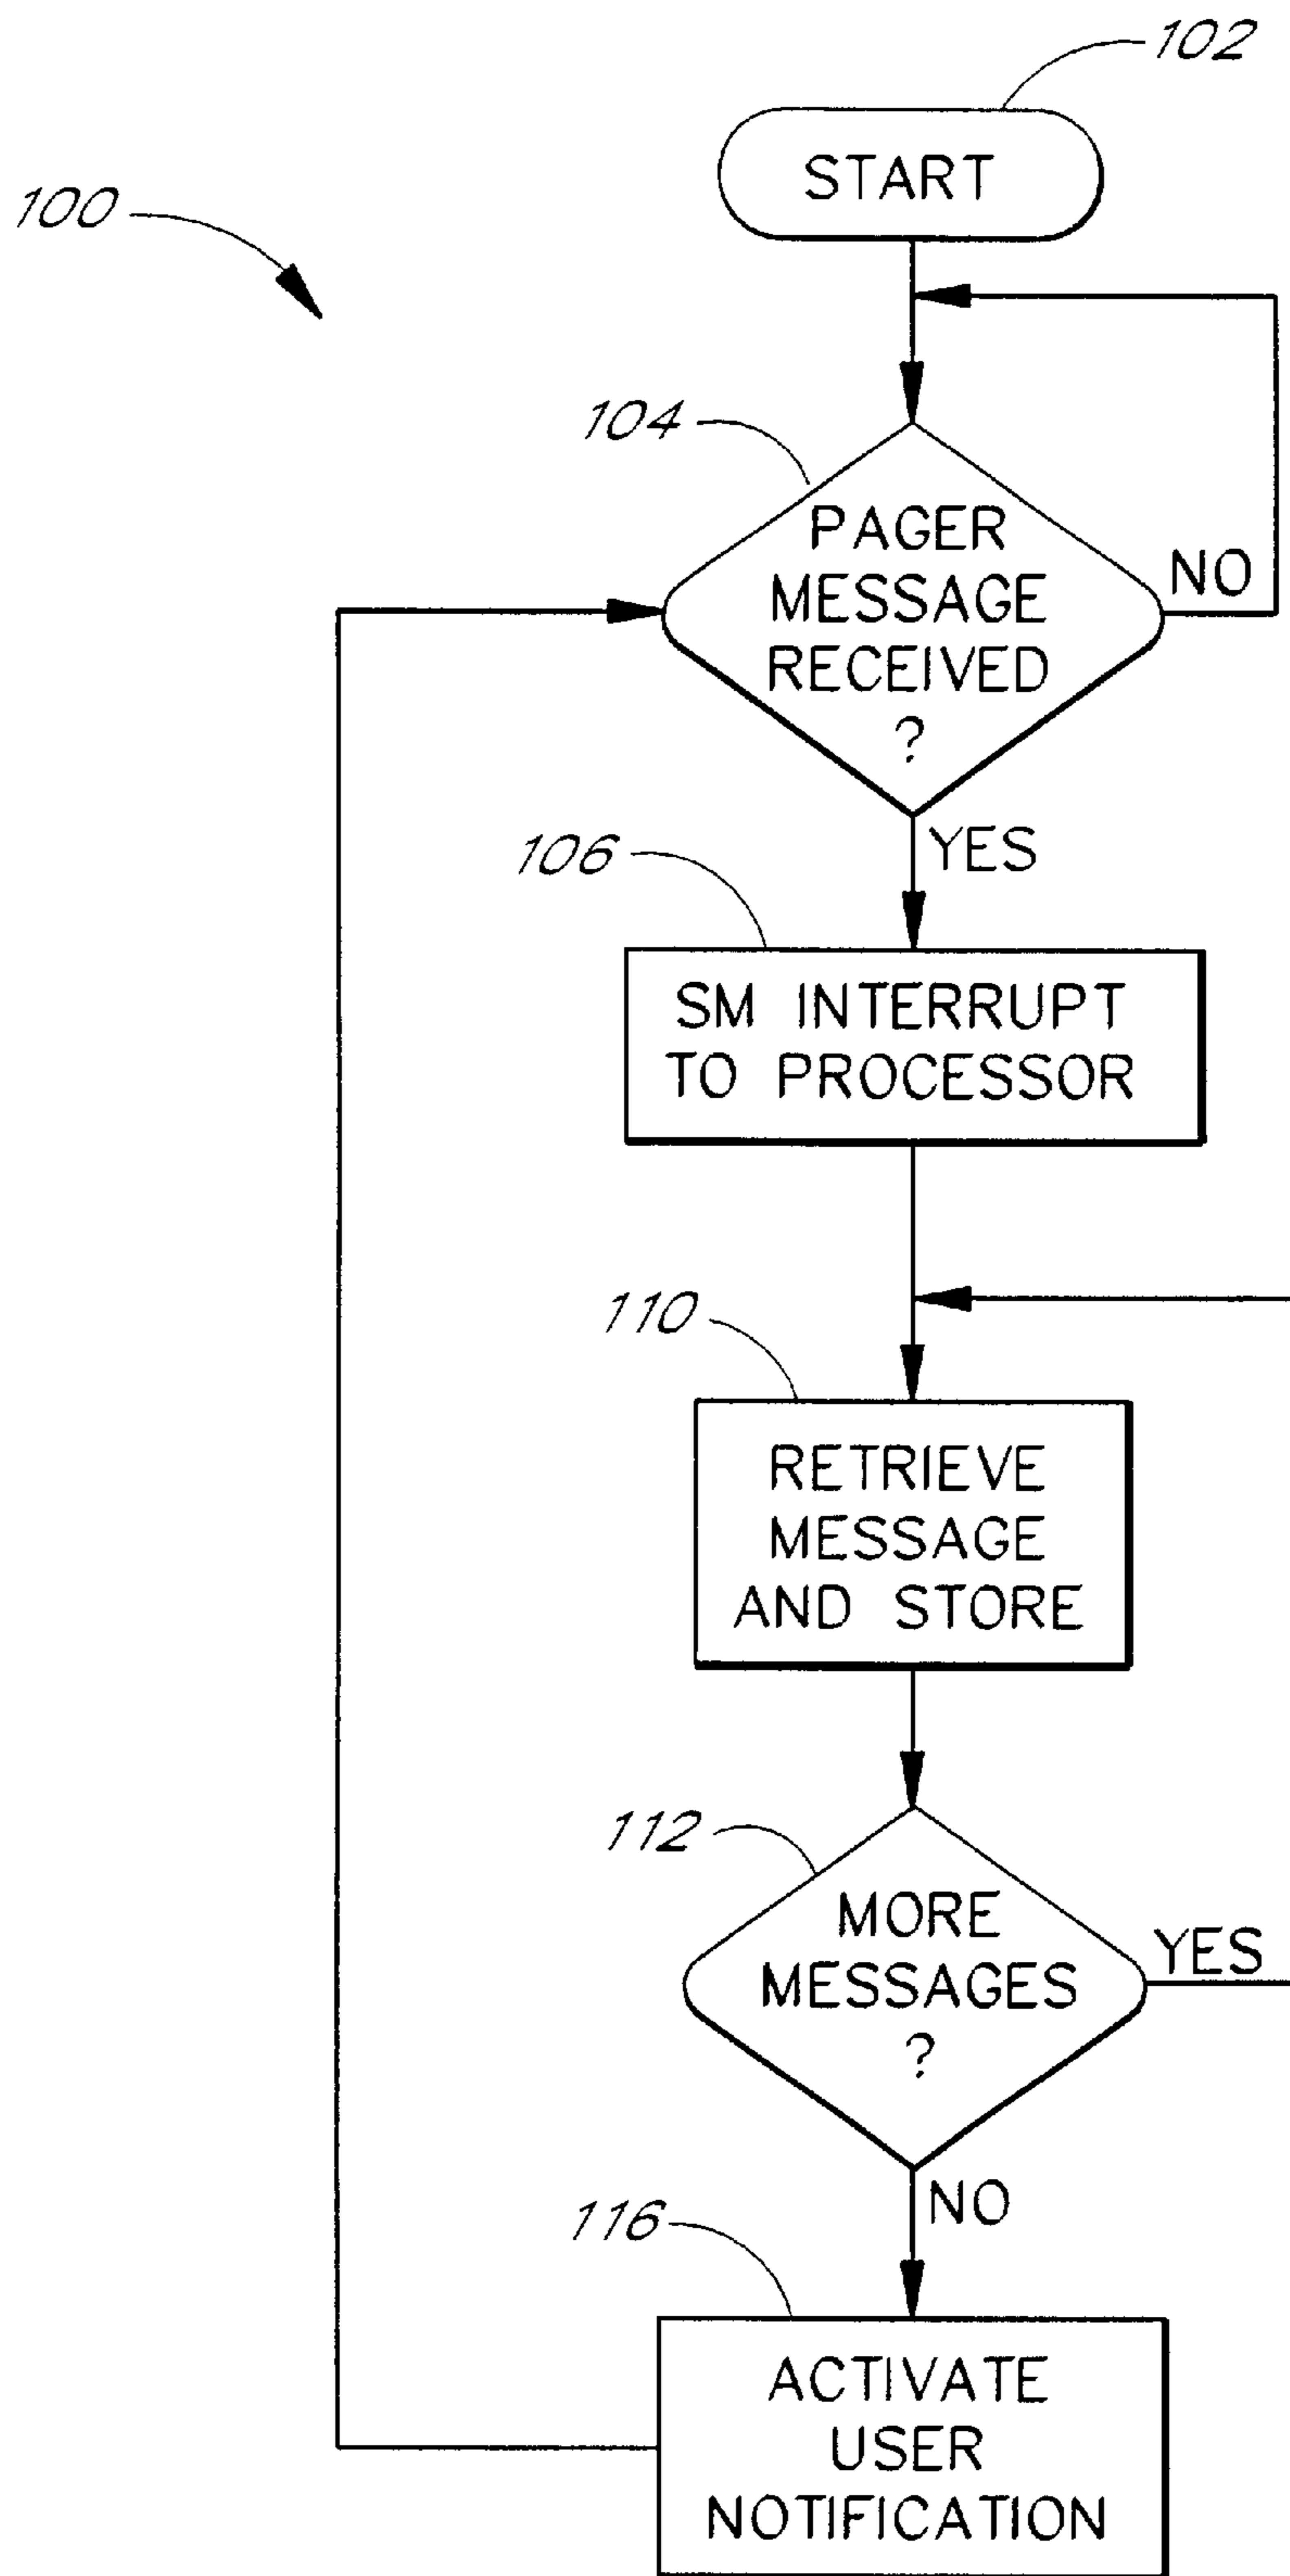 102
START
100
104
PAGER
MESSAGE
RECEIVED
?
NO
YES
106
SM INTERRUPT
TO PROCESSOR
110
RETRIEVE
MESSAGE
AND STORE
112
MORE
MESSAGES
?
YES
NO
116
ACTIVATE
USER
NOTIFICATION